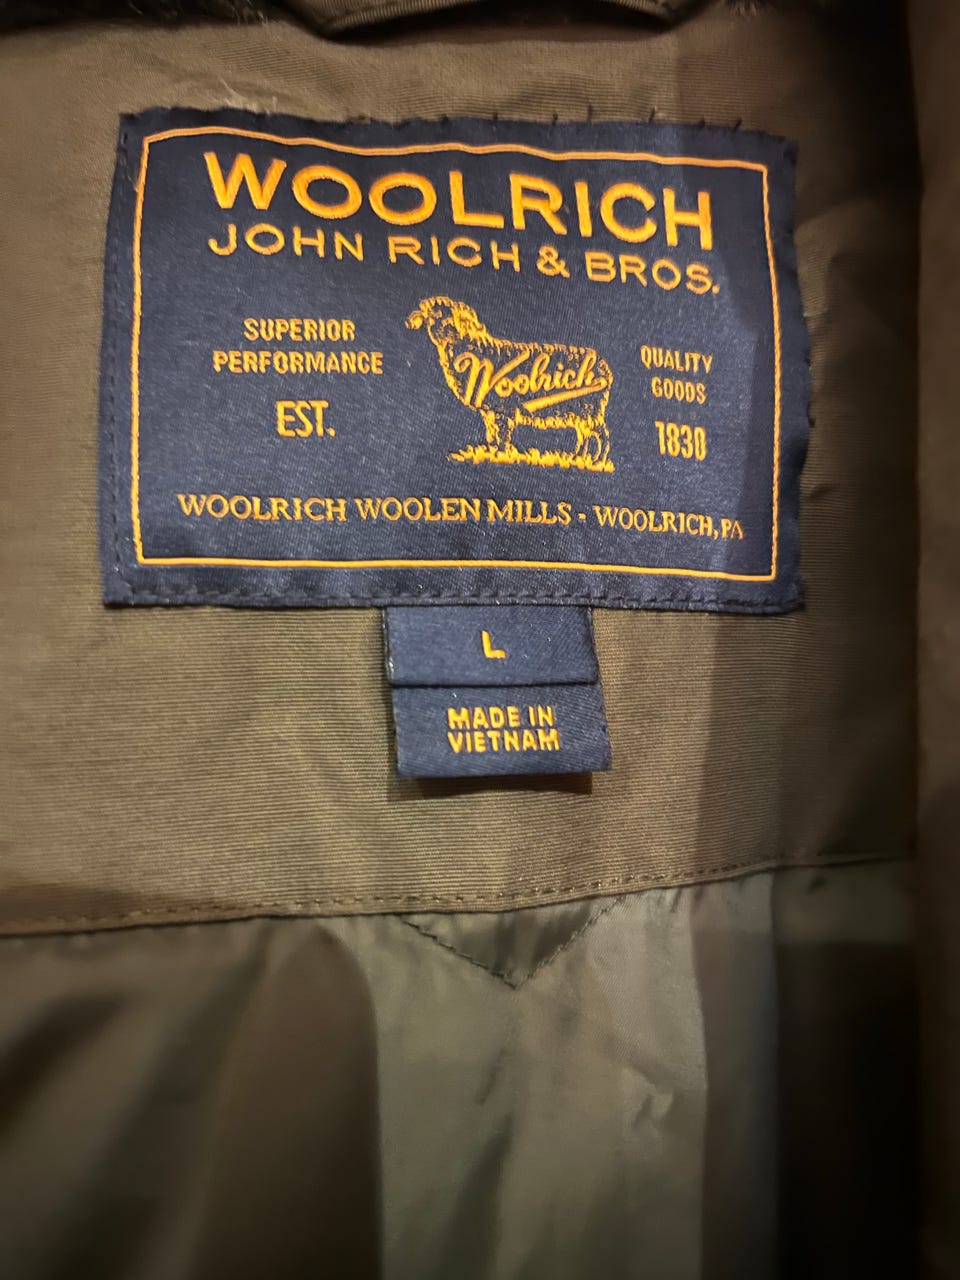 WOOLRICH
JOHN RICH & BROS.
SUPERIOR
PERFORMANCE
EST.
Woolrich
QUALITY
GOODS
1830
WOOLRICH WOOLEN MILLS - WOOLRICH, PA
L
MADE IN
VIETNAM